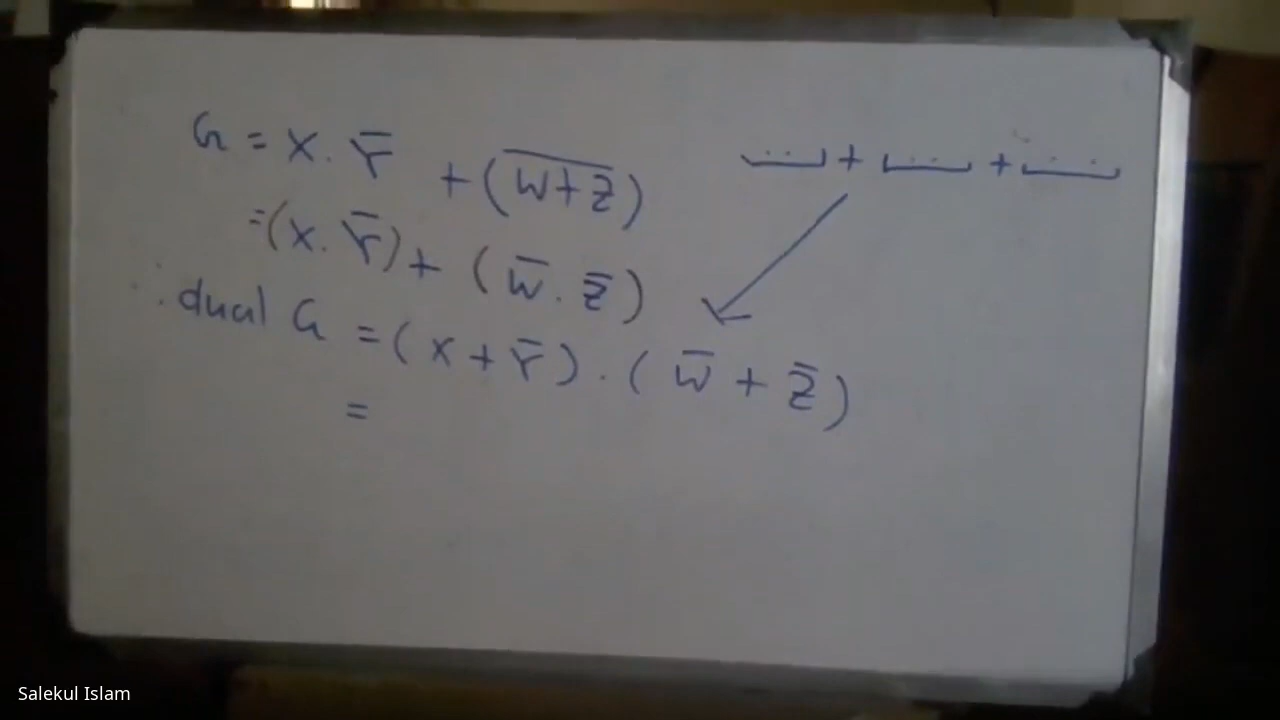 G = X. Y̅ + (W̅+̅Z̅)
= (X. Y̅) + (W̅. Z̅)
∴ dual G = (X + Y̅) . (W̅ + Z̅)
=
... + ... + ...
Salekul Islam